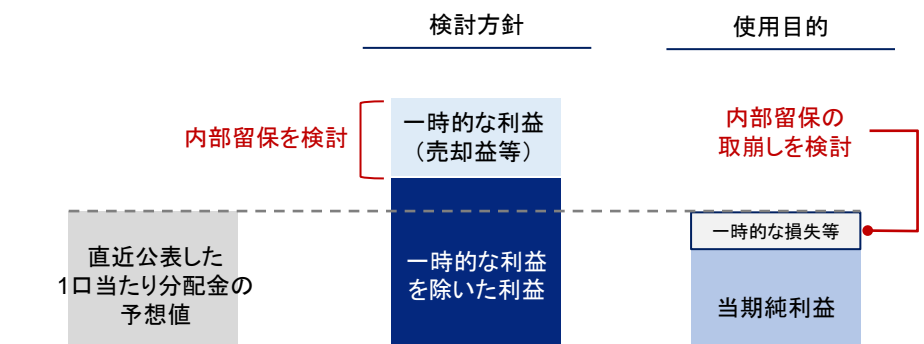 検討方針
使用目的
内部留保を検討
一時的な利益
（売却益等）
内部留保の
取崩しを検討
直近公表した
1口当たり分配金の
予想値
一時的な利益
を除いた利益
一時的な損失等
当期純利益